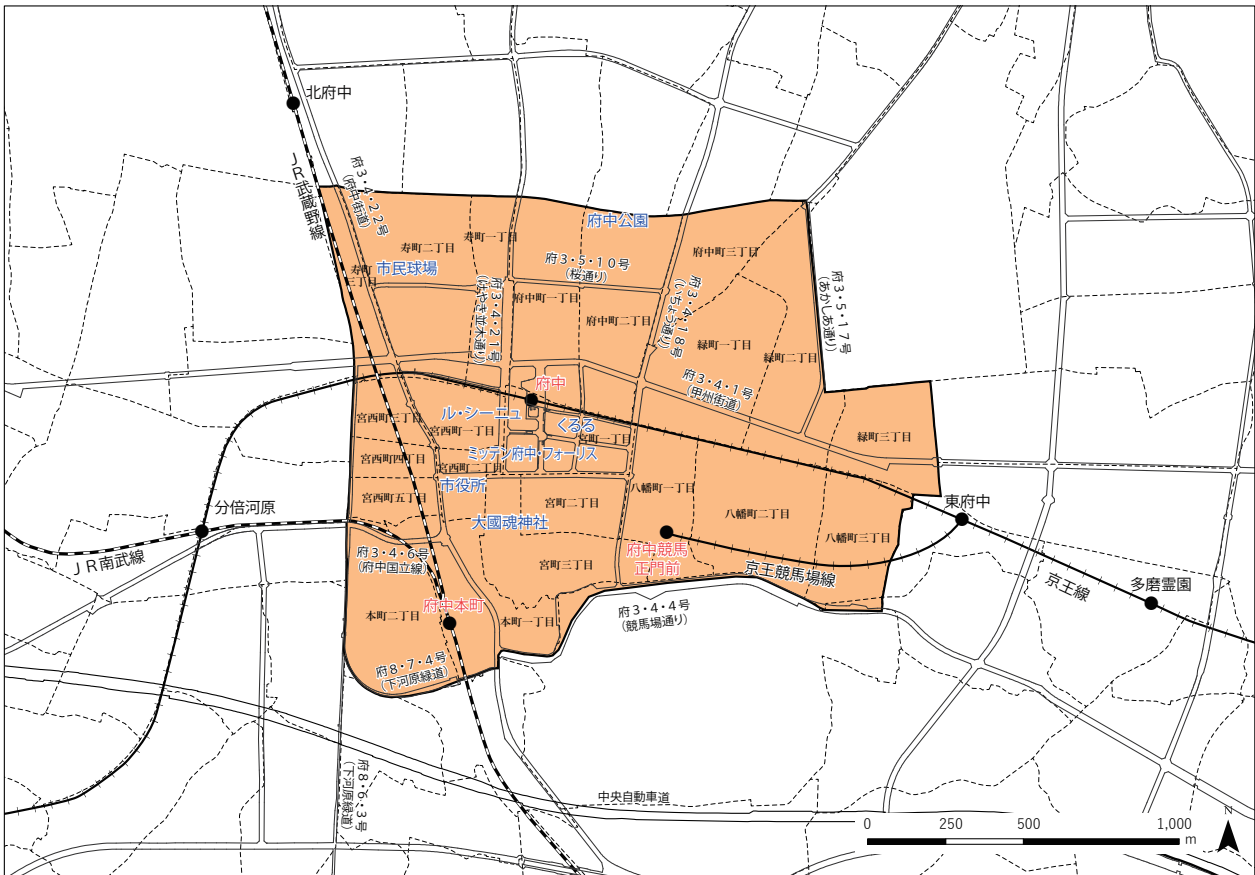 北府中
JR武蔵野線
府3・4・22号
(府中街道)
府中公園
寿町一丁目
寿町二丁目
寿町
三丁目
市民球場
府3・5・10号
(桜通り)
府中町三丁目
府3・4・21号
(けやき並木通り)
府中町一丁目
府中町二丁目
府3・4・18号
(いちょう通り)
府3・5・17号
(あかしあ通り)
緑町一丁目
緑町二丁目
府3・4・1号
(甲州街道)
府中
ル・シーニュ
くるる
宮西町三丁目
宮西町一丁目
宮町一丁目
緑町三丁目
ミッテン府中・フォーリス
宮西町四丁目
宮西町二丁目
市役所
宮西町五丁目
八幡町一丁目
宮町二丁目
八幡町二丁目
東府中
分倍河原
大國魂神社
八幡町三丁目
JR南武線
府3・4・6号
(府中国立線)
宮町三丁目
府中競馬
正門前
京王競馬場線
京王線
多磨霊園
府中本町
本町二丁目
本町一丁目
府3・4・4号
(競馬場通り)
府8・7・4号
(下河原緑道)
府8・6・3号
(下河原緑道)
中央自動車道
0 250 500 1,000
m
N